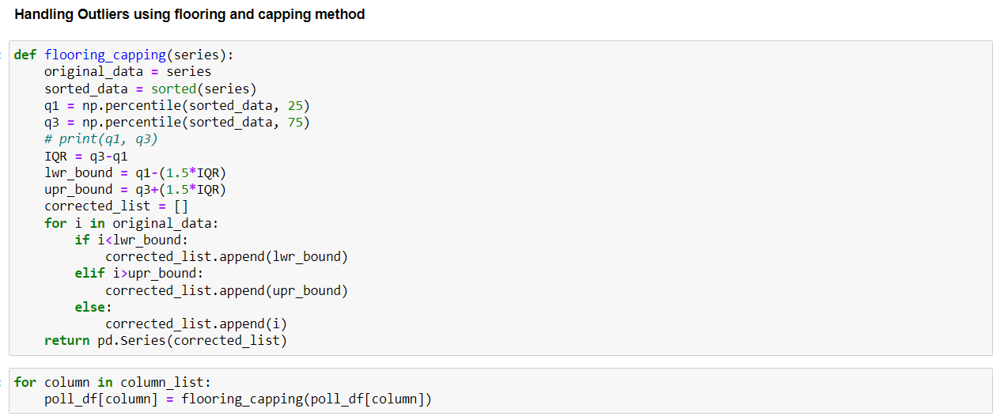 Handling Outliers using flooring and capping method
def flooring_capping(series):
    original_data = series
    sorted_data = sorted(series)
    q1 = np.percentile(sorted_data, 25)
    q3 = np.percentile(sorted_data, 75)
    # print(q1, q3)
    IQR = q3-q1
    lwr_bound = q1-(1.5*IQR)
    upr_bound = q3+(1.5*IQR)
    corrected_list = []
    for i in original_data:
        if i<lwr_bound:
            corrected_list.append(lwr_bound)
        elif i>upr_bound:
            corrected_list.append(upr_bound)
        else:
            corrected_list.append(i)
    return pd.Series(corrected_list)
for column in column_list:
    poll_df[column] = flooring_capping(poll_df[column])